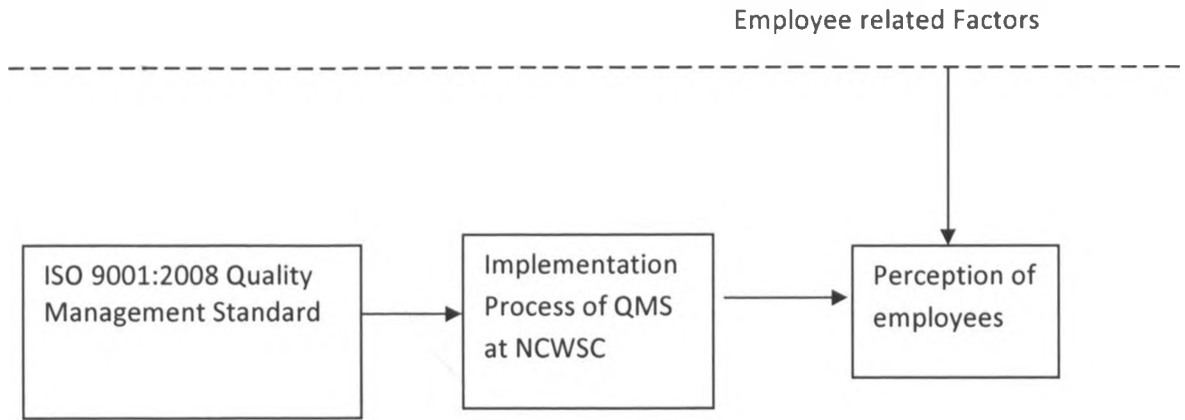 Employee related Factors
ISO 9001:2008 Quality
Management Standard
Implementation
Process of QMS
at NCWSC
Perception of
employees